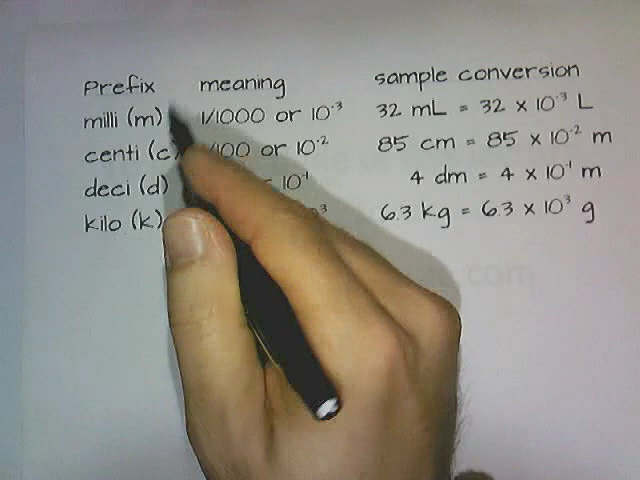 Prefix meaning sample conversion
milli (m) 1/1000 or 10⁻³ 32 mL = 32 x 10⁻³ L
centi (c) /100 or 10⁻² 85 cm = 85 x 10⁻² m
deci (d) 10⁻¹ 4 dm = 4 x 10⁻¹ m
kilo (k) ³ 6.3 kg = 6.3 x 10³ g